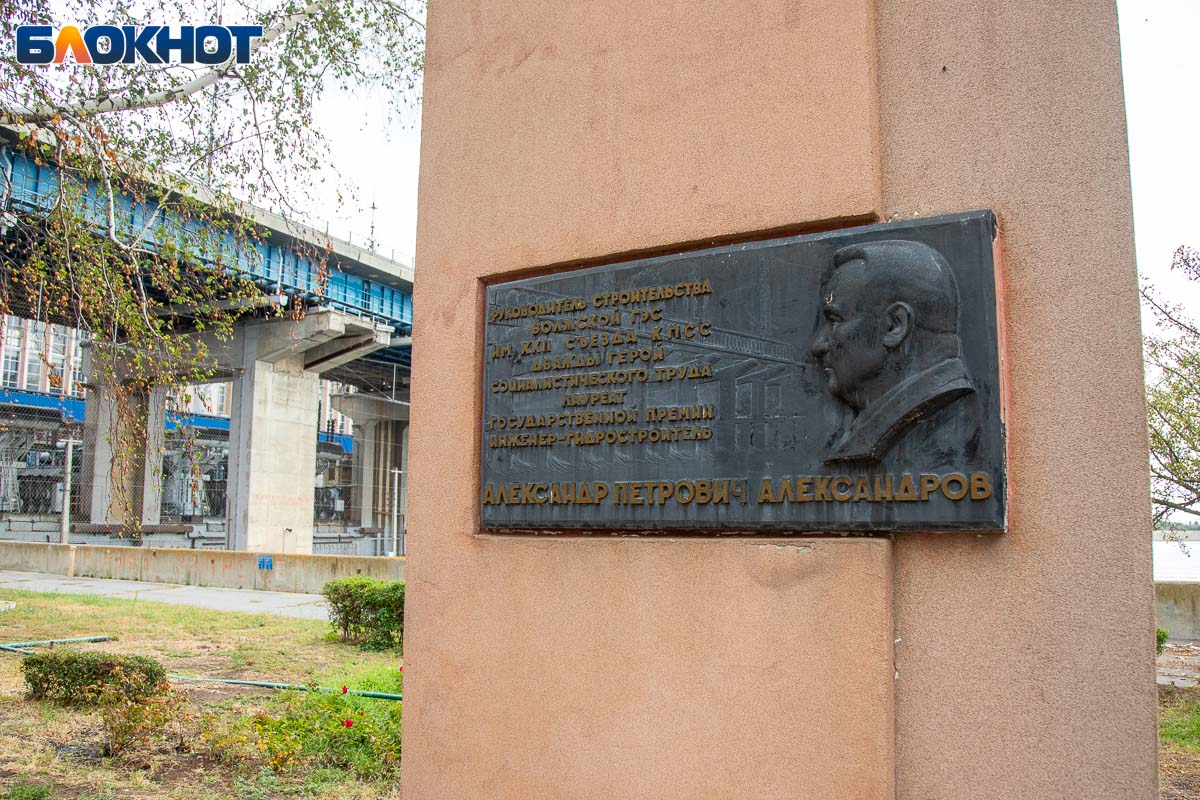 БЛОКНОТ
РУКОВОДИТЕЛЬ СТРОИТЕЛЬСТВА
ВОЛЖСКОЙ ГЭС
ИМ. XXII СЪЕЗДА КПСС
ДВАЖДЫ ГЕРОЙ
СОЦИАЛИСТИЧЕСКОГО ТРУДА
ЛАУРЕАТ
ГОСУДАРСТВЕННОЙ ПРЕМИИ
ИНЖЕНЕР-ГИДРОСТРОИТЕЛЬ
АЛЕКСАНДР ПЕТРОВИЧ АЛЕКСАНДРОВ